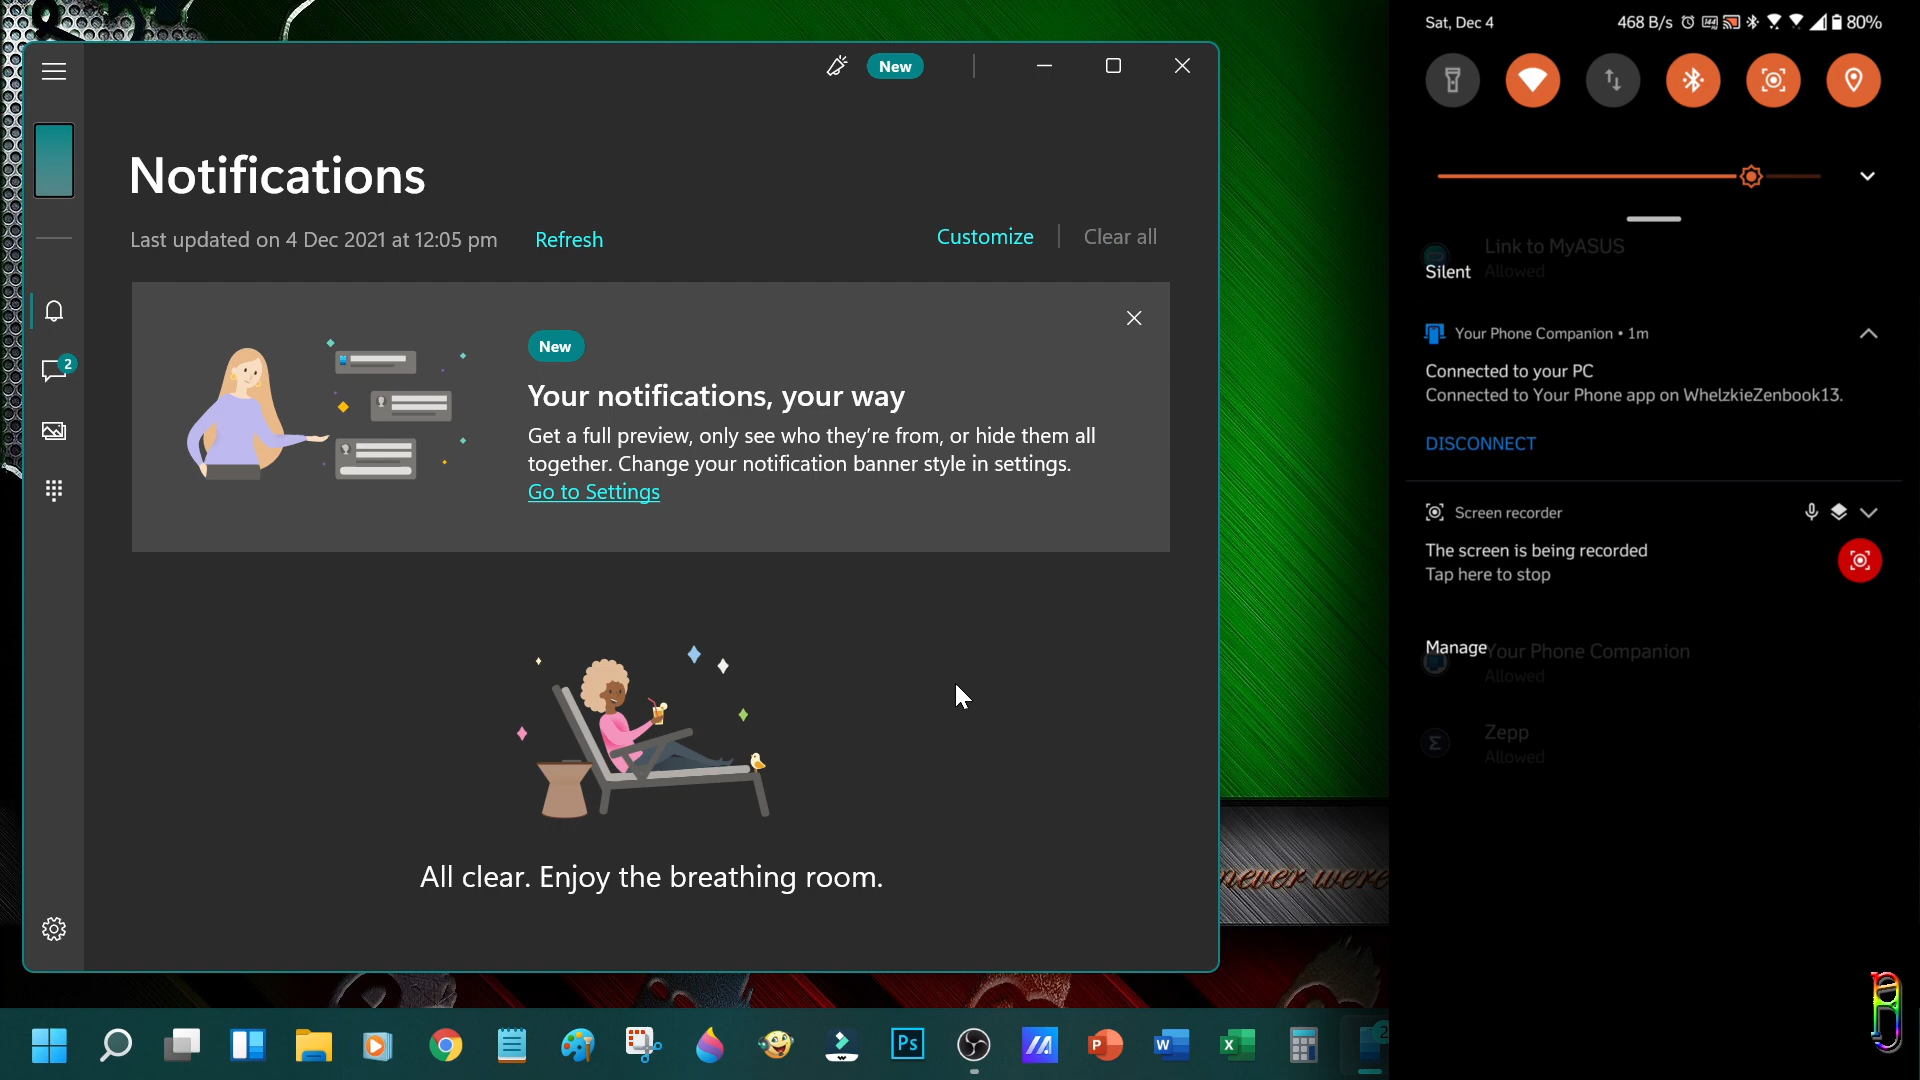 New
Notifications
Last updated on 4 Dec 2021 at 12:05 pm
Refresh
Customize
Clear all
2
New
Your notifications, your way
Get a full preview, only see who they’re from, or hide them all
together. Change your notification banner style in settings.
Go to Settings
All clear. Enjoy the breathing room.
never were
Ps
P
W
X
2
Sat, Dec 4
468 B/s
80%
Link to MyASUS
Allowed
Silent
Your Phone Companion • 1m
Connected to your PC
Connected to Your Phone app on WhelzkieZenbook13.
DISCONNECT
Screen recorder
The screen is being recorded
Tap here to stop
Manage
Your Phone Companion
Allowed
Zepp
Allowed